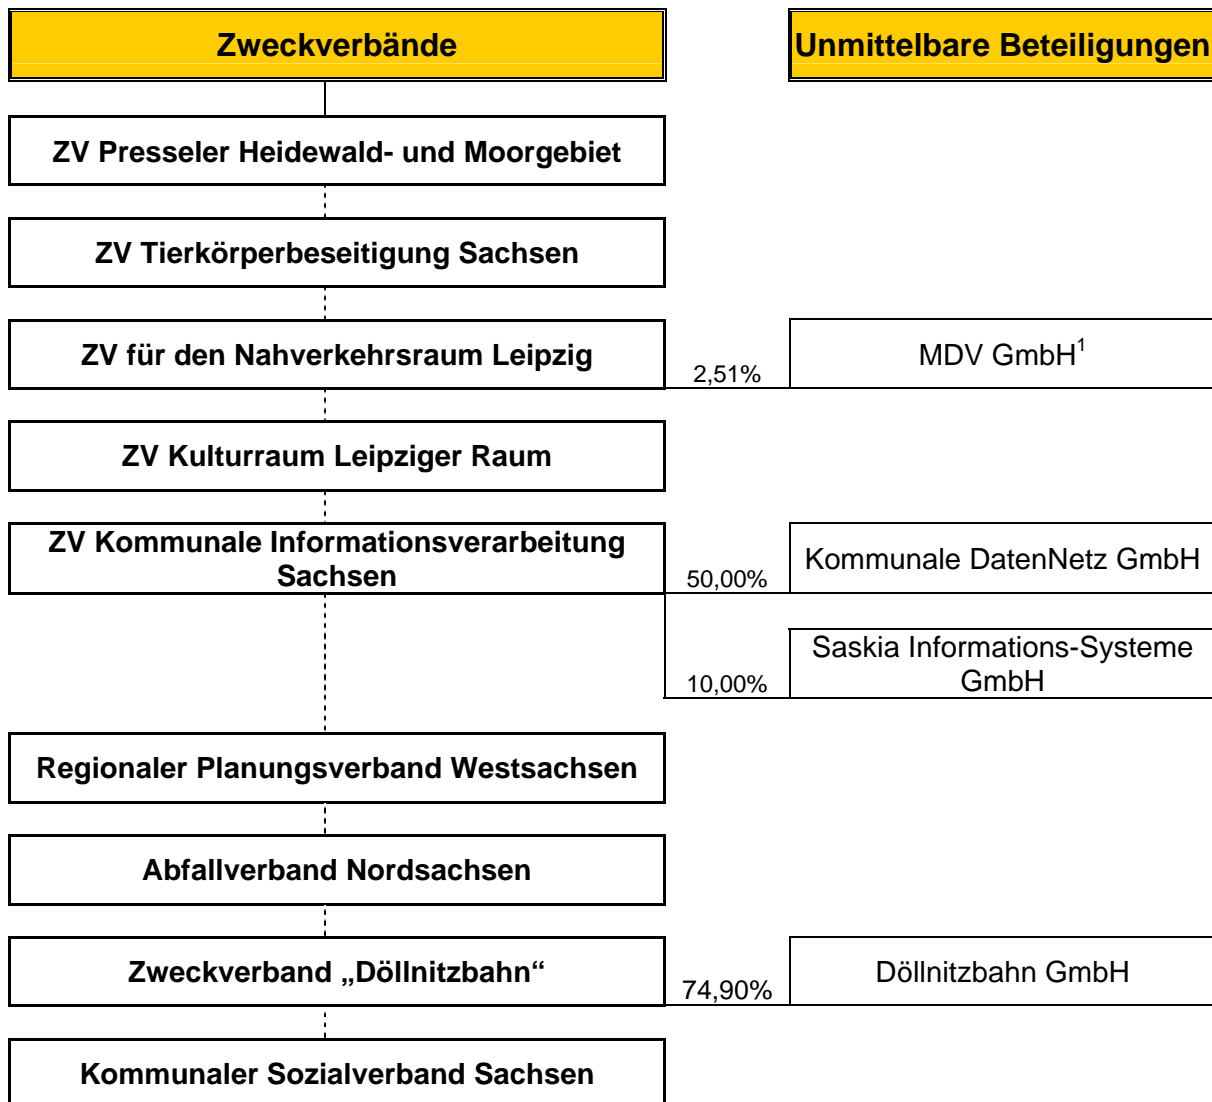 Zweckverbände
Unmittelbare Beteiligungen
ZV Presseler Heidewald- und Moorgebiet
ZV Tierkörperbeseitigung Sachsen
ZV für den Nahverkehrsraum Leipzig
2,51%
MDV GmbH¹
ZV Kulturraum Leipziger Raum
ZV Kommunale Informationsverarbeitung
Sachsen
50,00%
Kommunale DatenNetz GmbH
10,00%
Saskia Informations-Systeme
GmbH
Regionaler Planungsverband Westsachsen
Abfallverband Nordsachsen
Zweckverband „Döllnitzbahn“
74,90%
Döllnitzbahn GmbH
Kommunaler Sozialverband Sachsen